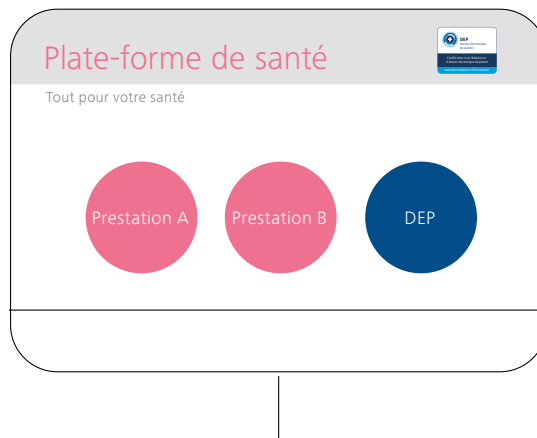 Plate-forme de santé
DEP
Tout pour votre santé
Prestation A
Prestation B
DEP